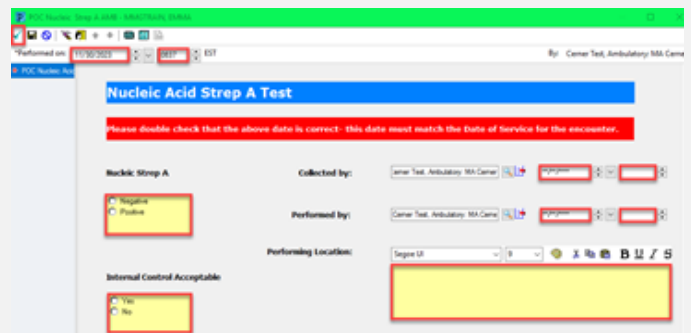 POC Nucleic Strep A AMB - MMGTRAIN, EMMA
*Performed on: 11/30/2023 0837 EST By: Cerner Test, Ambulatory: MA Cerne
POC Nucleic Aci
Nucleic Acid Strep A Test
Please double check that the above date is correct- this date must match the Date of Service for the encounter.
Nucleic Strep A Collected by: erner Test, Ambulatory: MA Cerner **/**/****
Negative
Positive
Performed by: Cerner Test, Ambulatory: MA Cerne **/**/****
Performing Location: Segoe UI 9 B U I S
Internal Control Acceptable
Yes
No